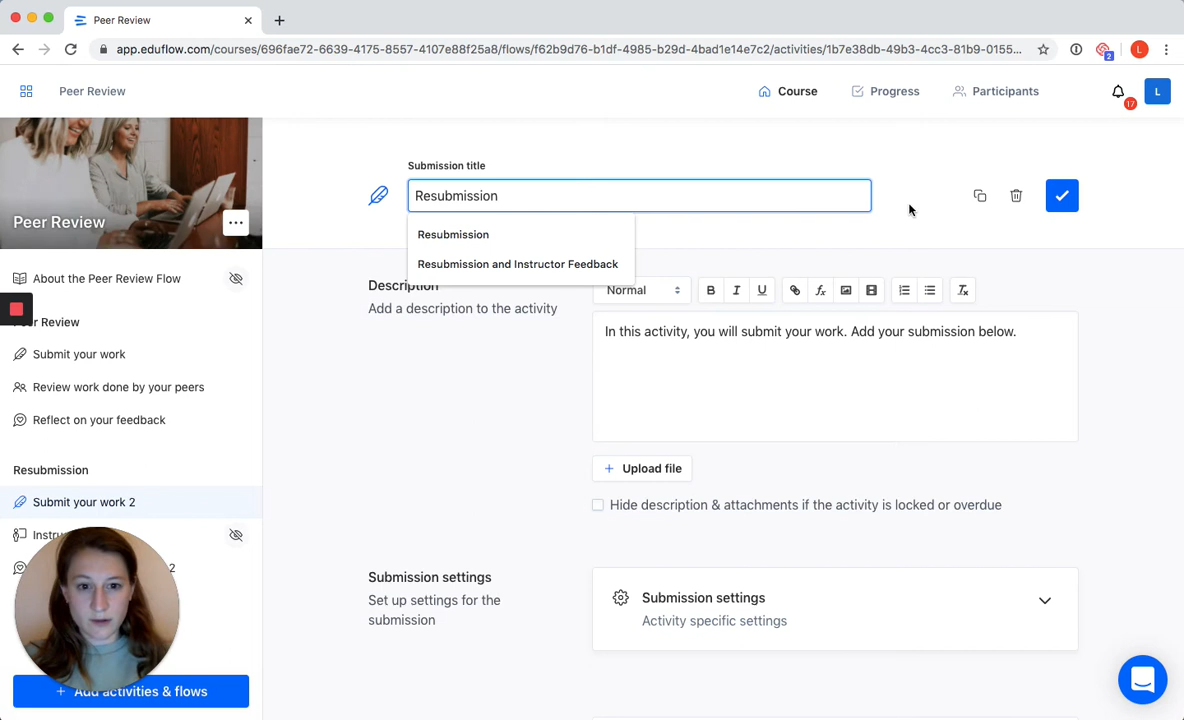 Peer Review
app.eduflow.com/courses/696fae72-6639-4175-8557-4107e88f25a8/flows/f62b9d76-b1df-4985-b29d-4bad1e14e7c2/activities/1b7e38db-49b3-4cc3-81b9-0155...
2
L
Peer Review
Course
Progress
Participants
17
L
Peer Review
Submission title
Resubmission
Resubmission
Resubmission and Instructor Feedback
About the Peer Review Flow
er Review
Submit your work
Review work done by your peers
Reflect on your feedback
Resubmission
Submit your work 2
Instru
2
Add activities & flows
Description
Add a description to the activity
Normal
B I U
In this activity, you will submit your work. Add your submission below.
Upload file
Hide description & attachments if the activity is locked or overdue
Submission settings
Set up settings for the
submission
Submission settings
Activity specific settings